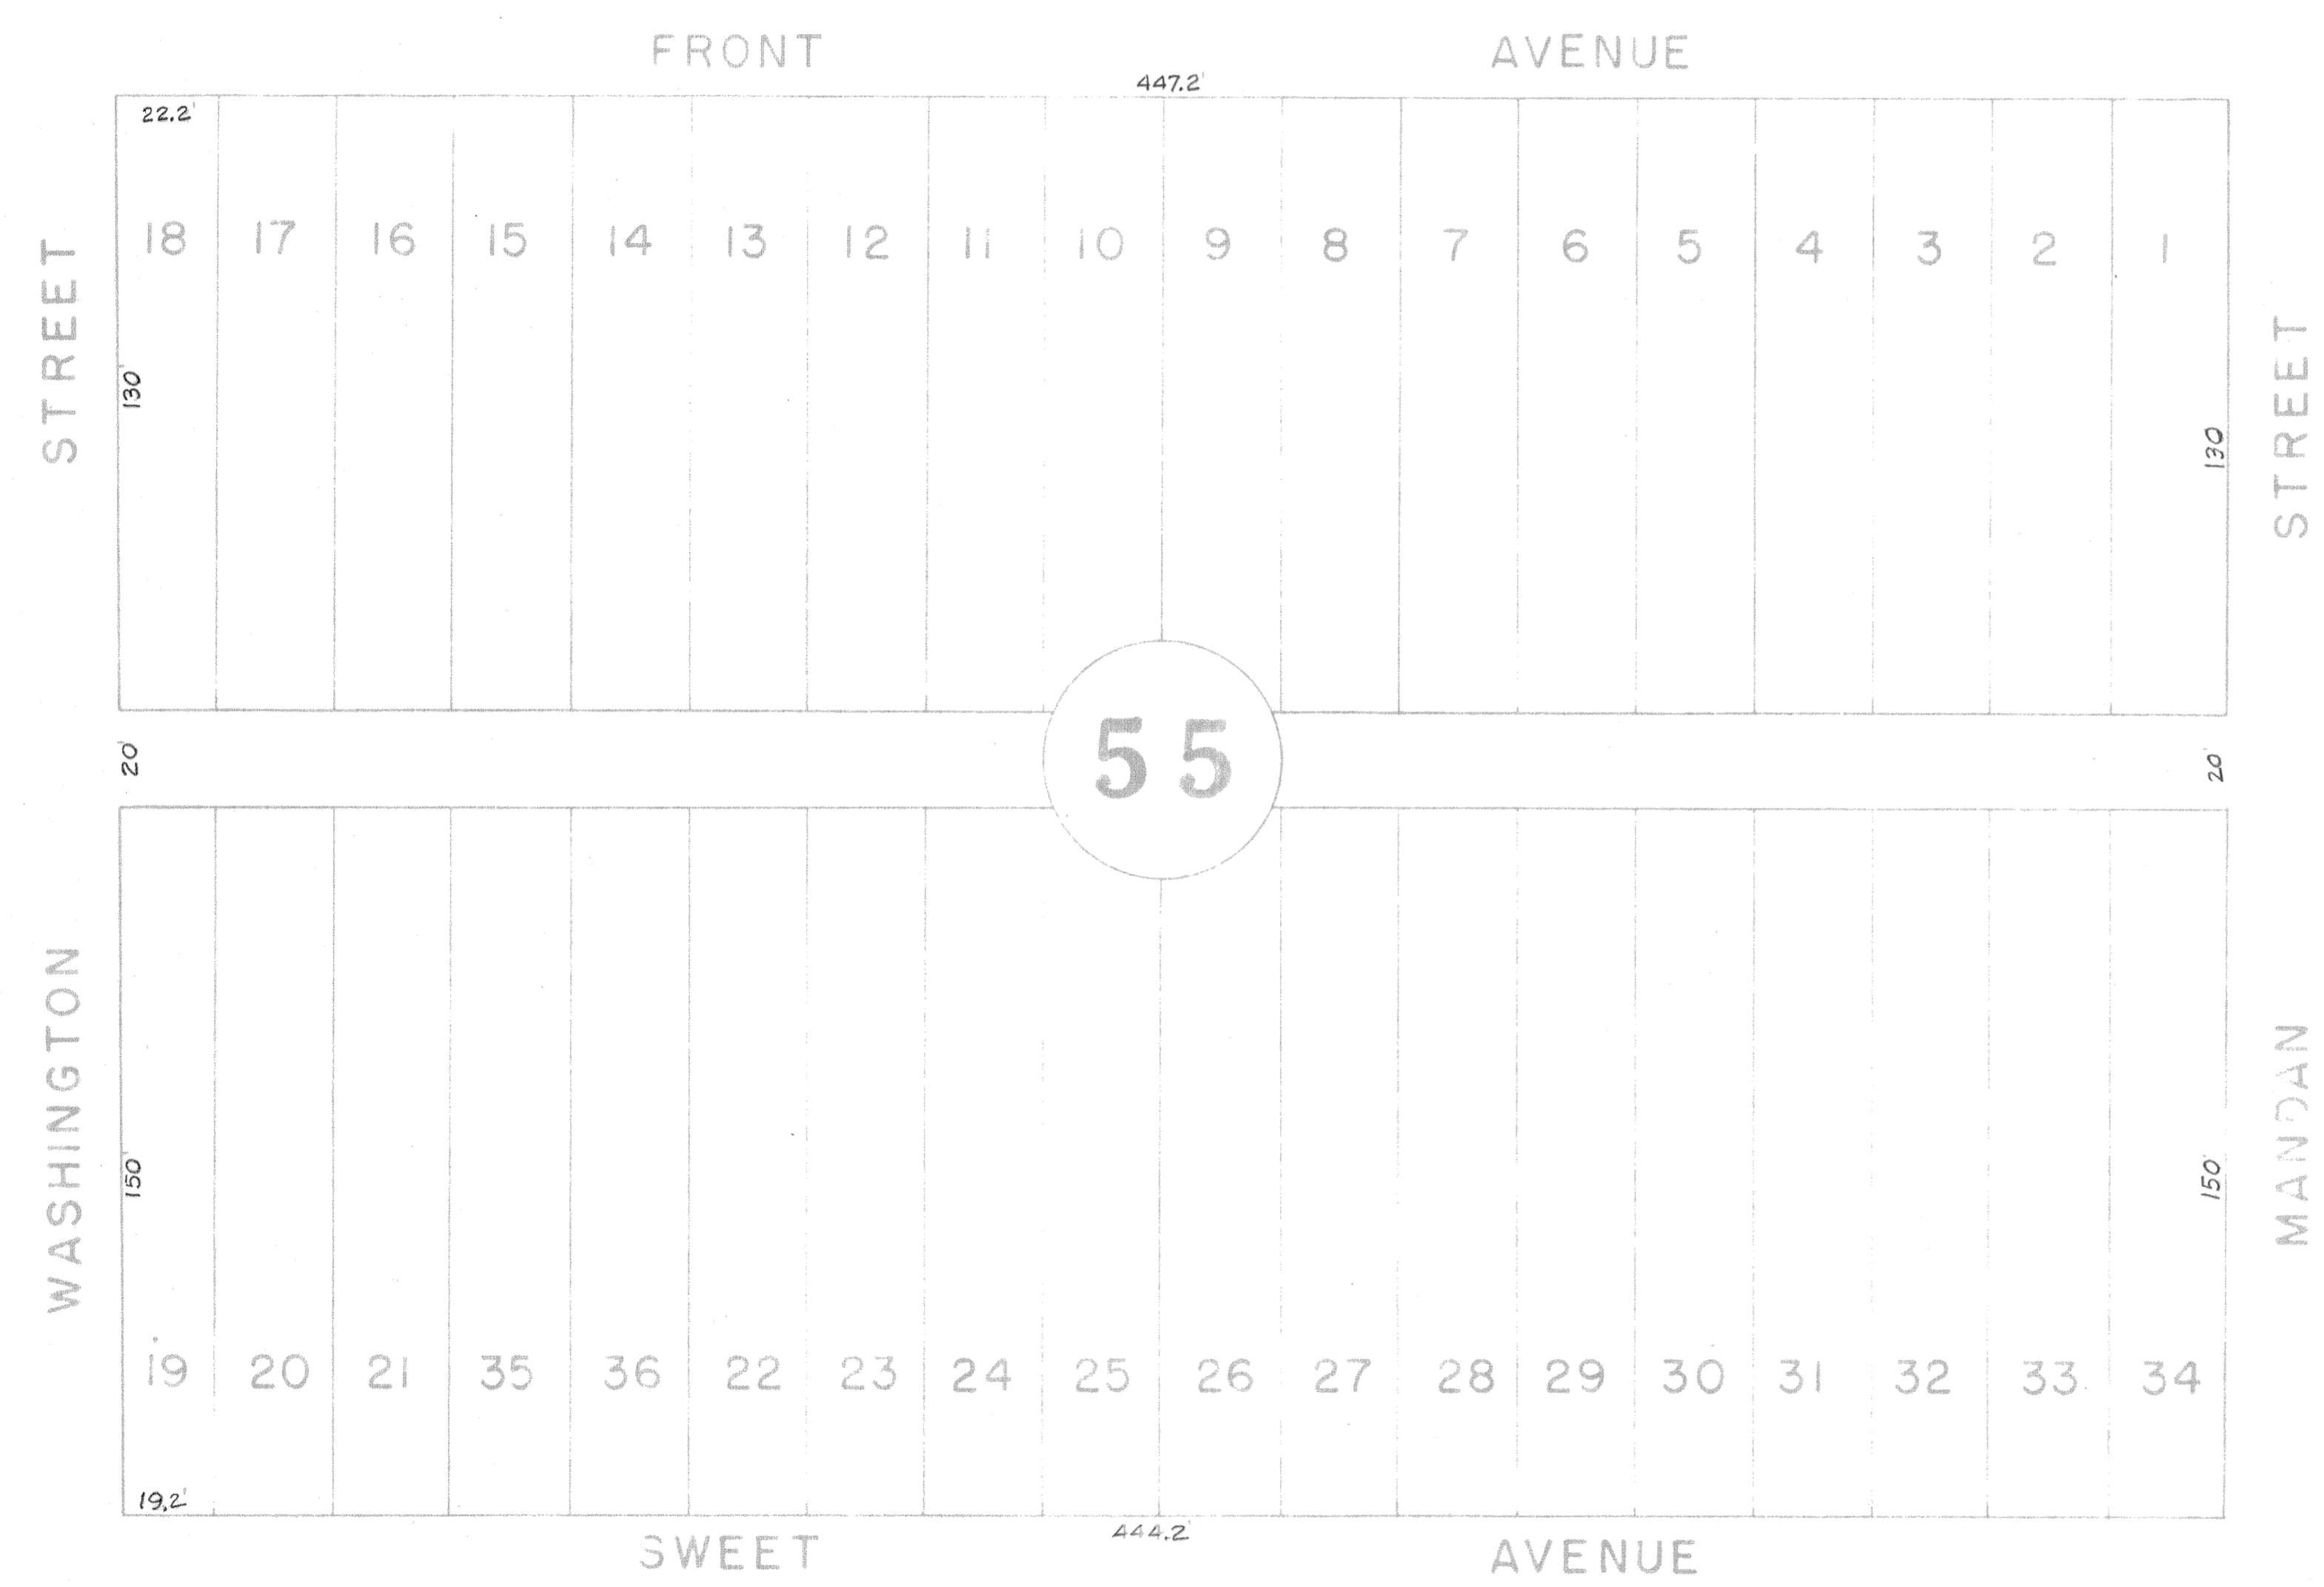 FRONT AVENUE
447.2'
22.2'
18 17 16 15 14 13 12 11 10 9 8 7 6 5 4 3 2 1
STREET
130'
130
STREET
55
20'
20'
WASHINGTON
150'
150'
MANDAN
19 20 21 35 36 22 23 24 25 26 27 28 29 30 31 32 33 34
19.2'
444.2'
SWEET AVENUE